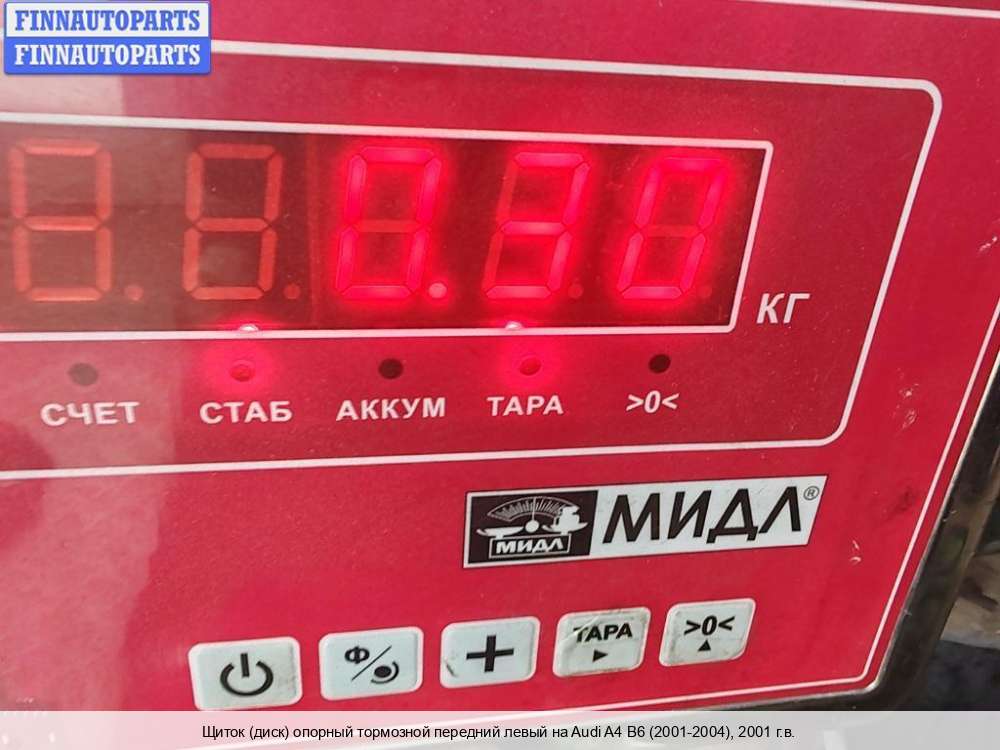 FINNAUTOPARTS
FINNAUTOPARTS
0.30
КГ
СЧЕТ СТАБ АККУМ ТАРА >0<
МИДЛ МИДЛ®
Ф/ + ТАРА >0<
Щиток (диск) опорный тормозной передний левый на Audi A4 B6 (2001-2004), 2001 г.в.